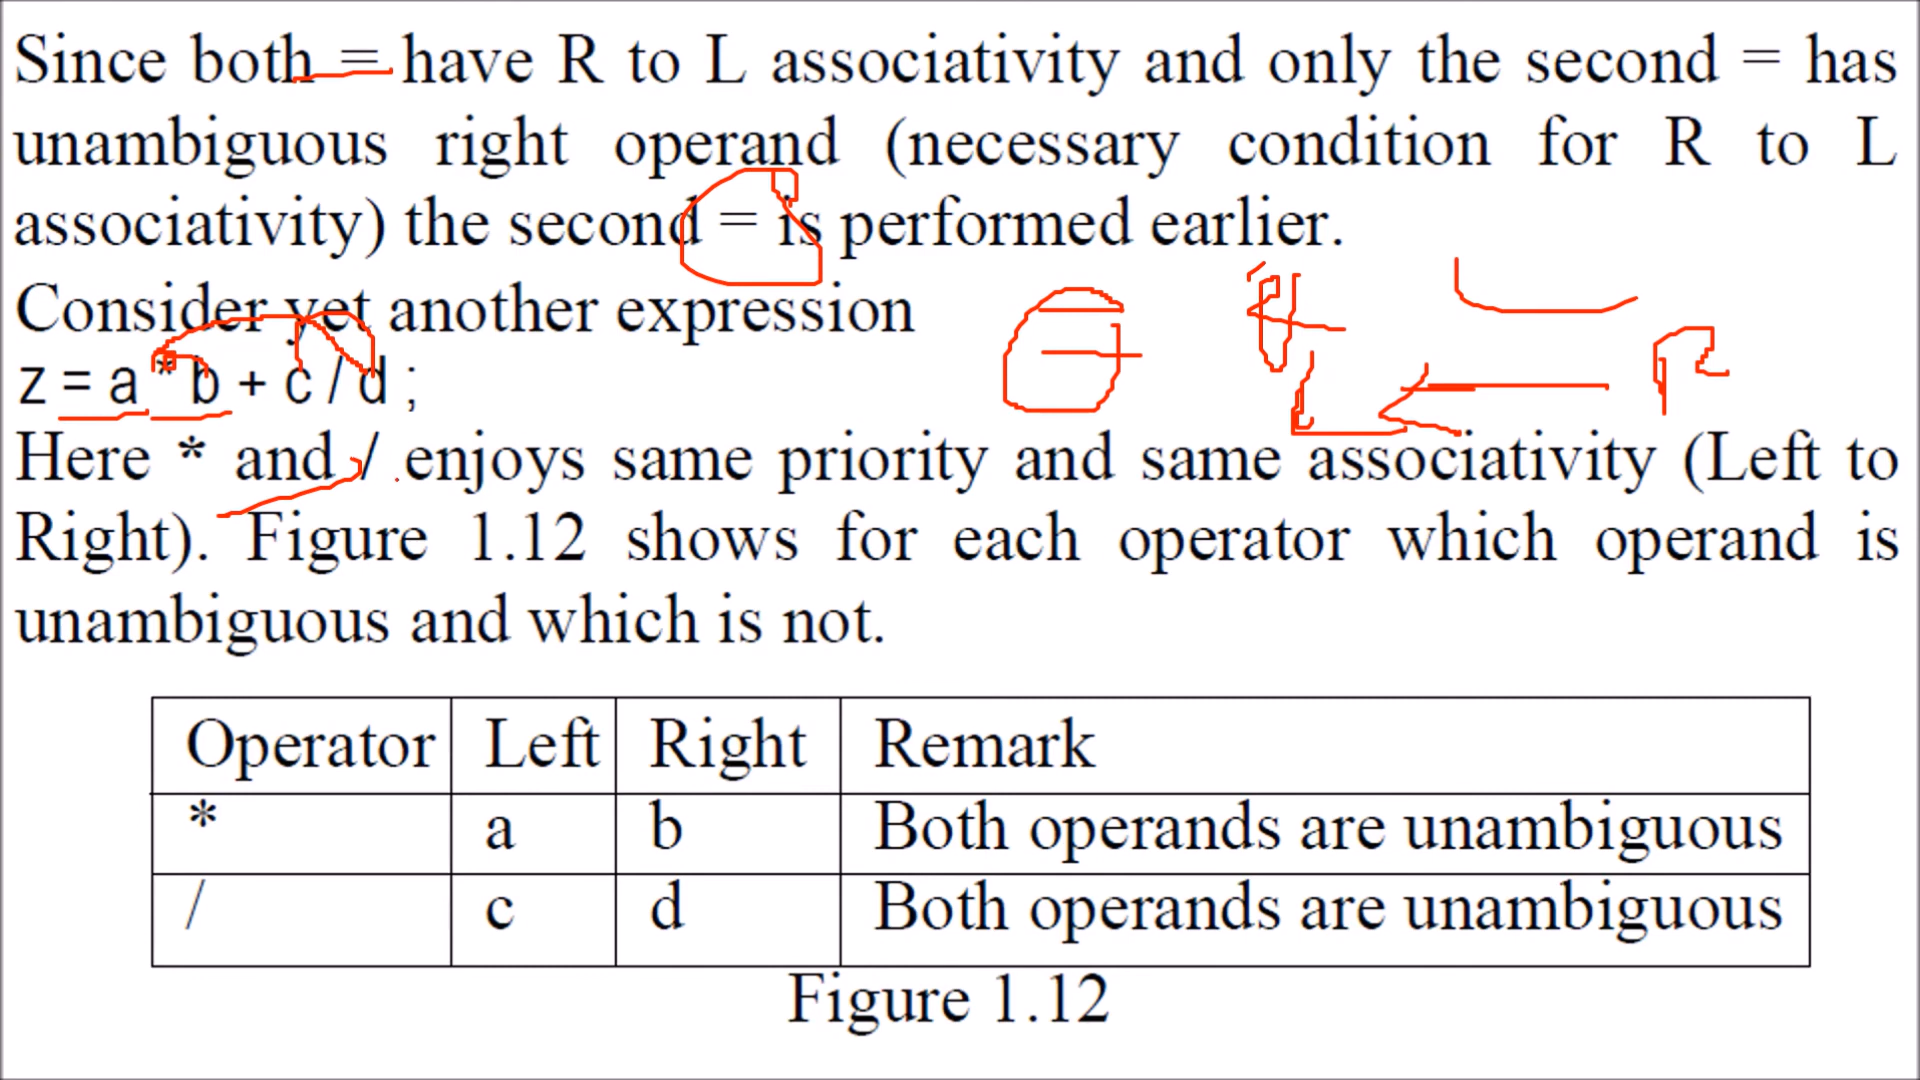 Since both = have R to L associativity and only the second = has
unambiguous right operand (necessary condition for R to L
associativity) the second = is performed earlier.
Consider yet another expression
z = a * b + c / d ;
Here * and / enjoys same priority and same associativity (Left to
Right). Figure 1.12 shows for each operator which operand is
unambiguous and which is not.
Operator Left Right Remark
* a b Both operands are unambiguous
/ c d Both operands are unambiguous
Figure 1.12